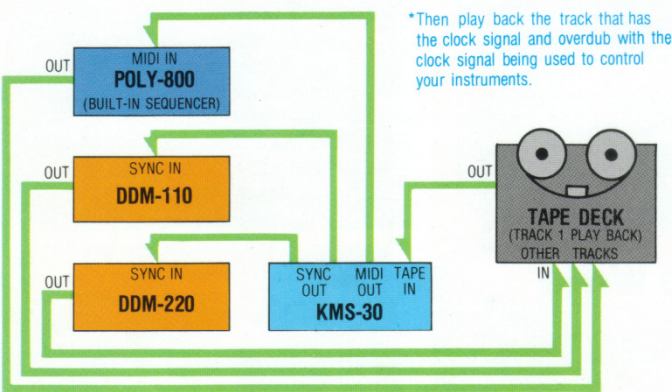 *Then play back the track that has
the clock signal and overdub with the
clock signal being used to control
your instruments.
OUT
MIDI IN
POLY-800
(BUILT-IN SEQUENCER)
OUT
SYNC IN
DDM-110
OUT
SYNC IN
DDM-220
SYNC OUT
MIDI OUT
TAPE IN
KMS-30
OUT
TAPE DECK
(TRACK 1 PLAY BACK)
OTHER TRACKS
IN